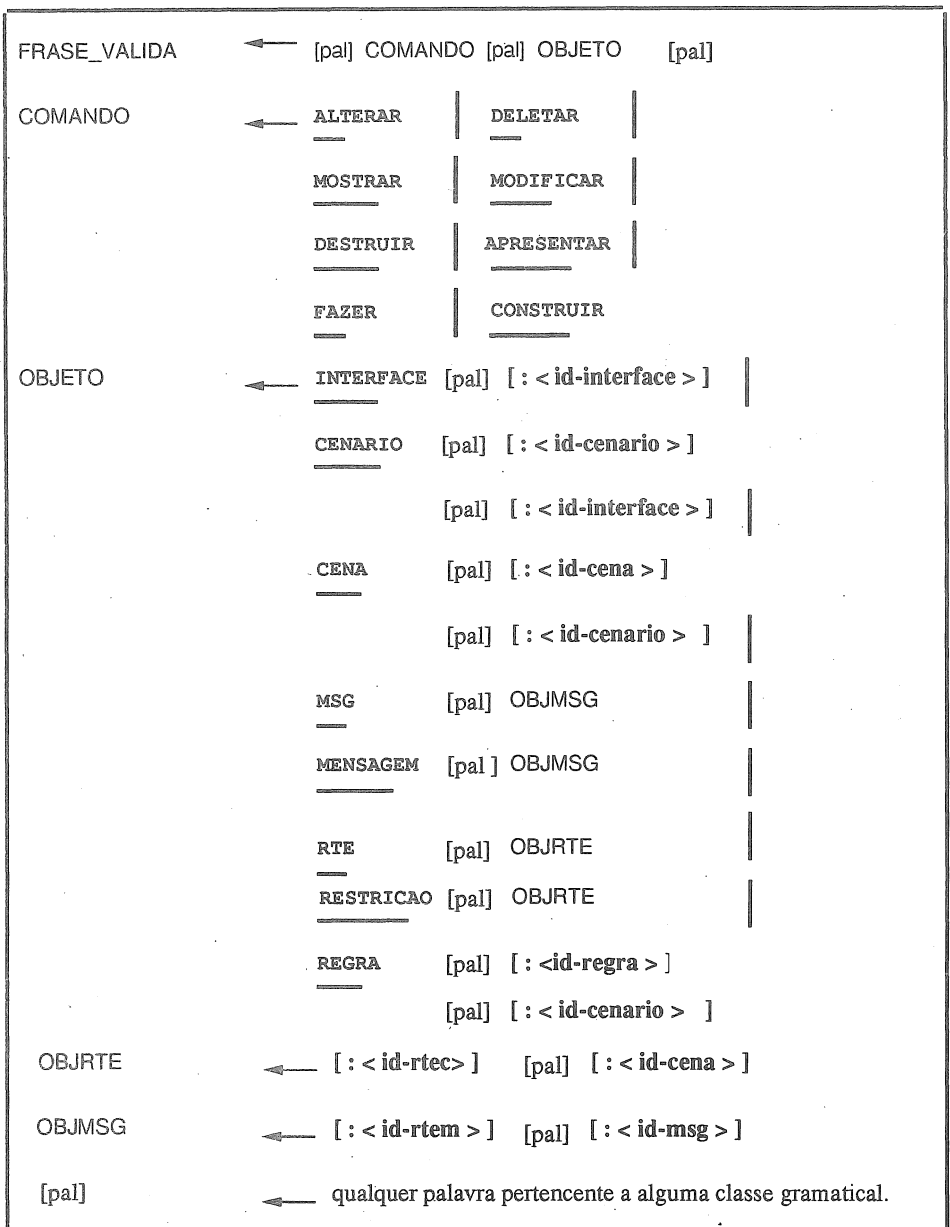 FRASE_VALIDA ← [pal] COMANDO [pal] OBJETO [pal]
COMANDO ← ALTERAR | DELETAR |
MOSTRAR | MODIFICAR |
DESTRUIR | APRESENTAR |
FAZER | CONSTRUIR
OBJETO ← INTERFACE [pal] [ : < id-interface > ] |
CENARIO [pal] [ : < id-cenario > ]
[pal] [ : < id-interface > ] |
CENA [pal] [ : < id-cena > ]
[pal] [ : < id-cenario > ] |
MSG [pal] OBJMSG |
MENSAGEM [pal ] OBJMSG |
RTE [pal] OBJRTE |
RESTRICAO [pal] OBJRTE |
REGRA [pal] [ : <id-regra > ]
[pal] [ : < id-cenario > ]
OBJRTE ← [ : < id-rtec> ] [pal] [ : < id-cena > ]
OBJMSG ← [ : < id-rtem > ] [pal] [ : < id-msg > ]
[pal] ← qualquer palavra pertencente a alguma classe gramatical.